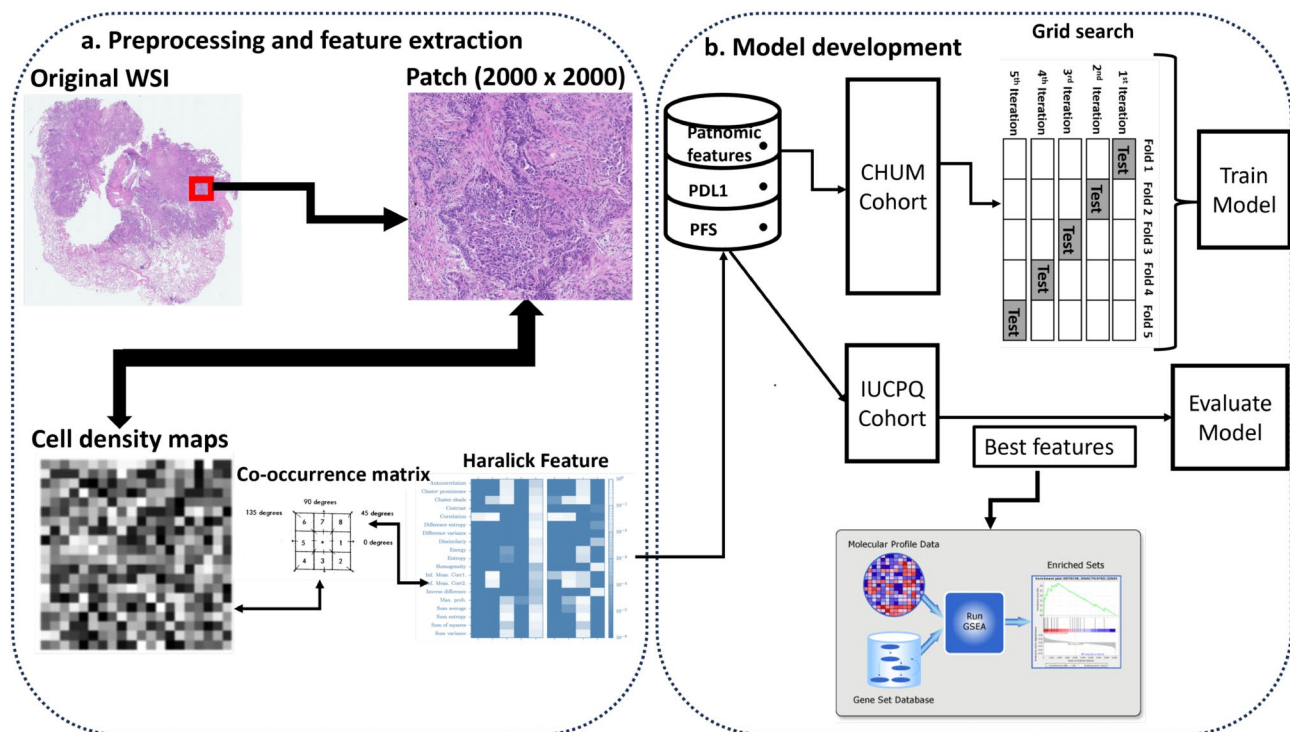 a. Preprocessing and feature extraction
Original WSI
Patch (2000 x 2000)
Cell density maps
Co-occurrence matrix
90 degrees
135 degrees
45 degrees
0 degrees
6 7 8
5 * 1
4 3 2
Haralick Feature
Autocorrelation
Cluster prominence
Cluster shade
Contrast
Correlation
Difference entropy
Difference variance
Dissimilarity
Energy
Entropy
Homogeneity
Inf. Meas. Corr1.
Inf. Meas. Corr2.
Inverse difference
Max. prob.
Sum average
Sum entropy
Sum of squares
Sum variance
b. Model development
Pathomic
features
PDL1
PFS
CHUM
Cohort
Grid search
5th Iteration
4th Iteration
3rd Iteration
2nd Iteration
1st Iteration
Test
Test
Test
Test
Test
Fold 1
Fold 2
Fold 3
Fold 4
Fold 5
Train
Model
IUCPQ
Cohort
Best features
Evaluate
Model
Molecular Profile Data
Gene Set Database
Run
GSEA
Enriched Sets